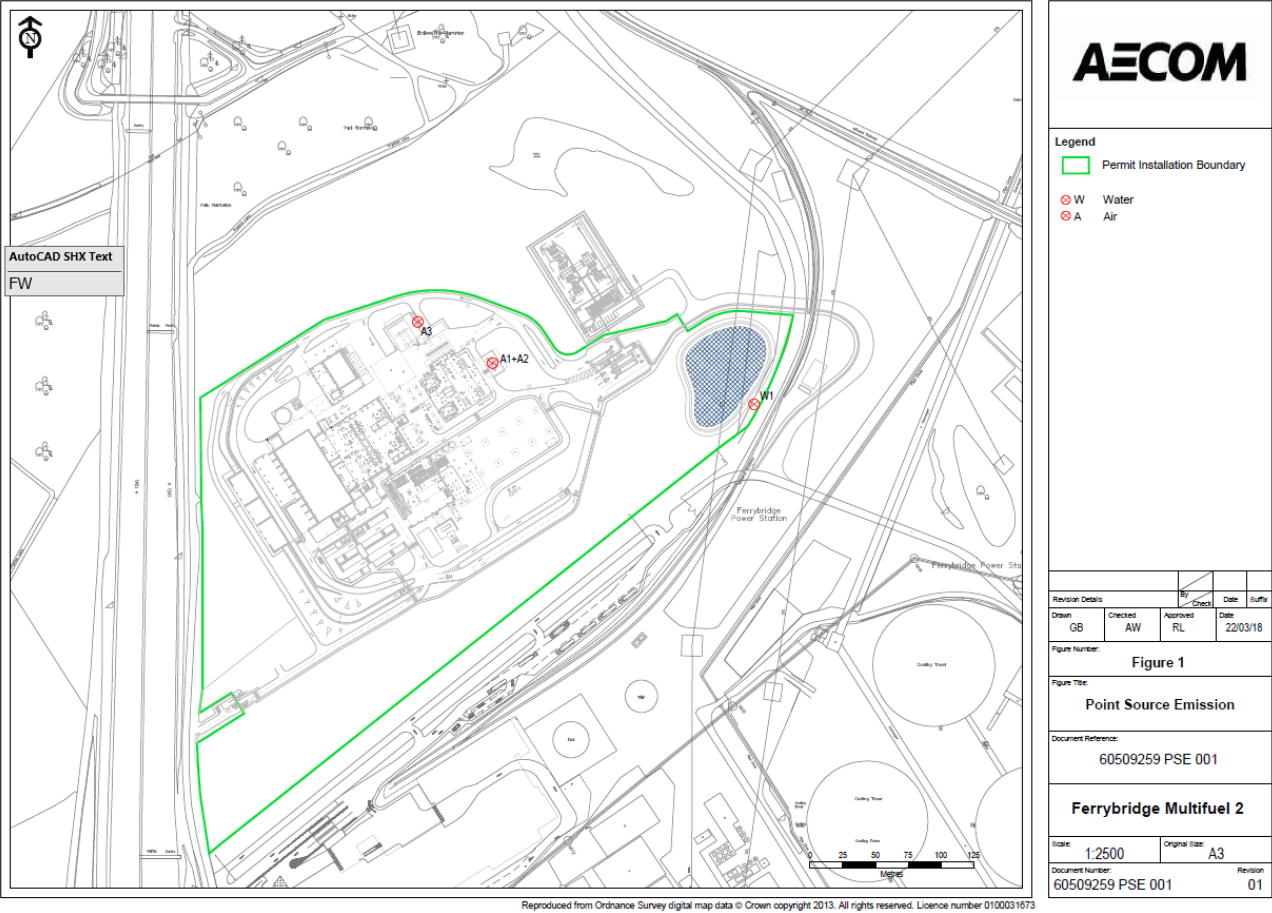 N
AutoCAD SHX Text
FW
A3
A1+A2
W1
Ferrybridge
Power Station
Ferrybridge Power Sta
Cooling Tower
Cooling Tower
0 25 50 75 100 125
Metres
AECOM
Legend
Permit Installation Boundary
W Water
A Air
Revision Details
By
Check
Date
Suffix
Drawn
GB
Checked
AW
Approved
RL
Date
22/03/18
Figure Number:
Figure 1
Figure Title:
Point Source Emission
Document Reference:
60509259 PSE 001
Ferrybridge Multifuel 2
Scale:
1:2500
Original Size:
A3
Document Number:
60509259 PSE 001
Revision
01
Reproduced from Ordnance Survey digital map data © Crown copyright 2013. All rights reserved. Licence number 0100031673